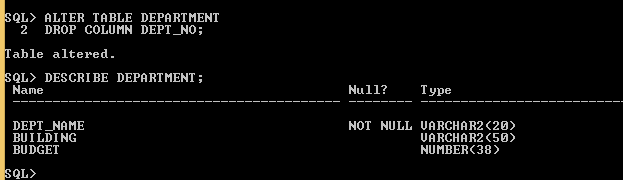 SQL> ALTER TABLE DEPARTMENT
  2  DROP COLUMN DEPT_NO;
Table altered.
SQL> DESCRIBE DEPARTMENT;
 Name                                      Null?    Type
 ----------------------------------------- -------- ----------------------------
 DEPT_NAME                                 NOT NULL VARCHAR2(20)
 BUILDING                                           VARCHAR2(50)
 BUDGET                                             NUMBER(38)
SQL>